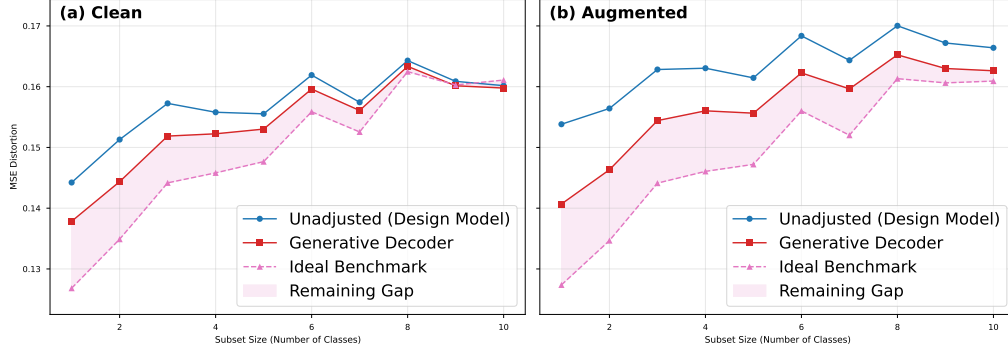 (a) Clean
0.17
0.16
0.15
0.14
0.13
MSE Distortion
Unadjusted (Design Model)
Generative Decoder
Ideal Benchmark
Remaining Gap
2
4
6
8
10
Subset Size (Number of Classes)
(b) Augmented
Unadjusted (Design Model)
Generative Decoder
Ideal Benchmark
Remaining Gap
2
4
6
8
10
Subset Size (Number of Classes)